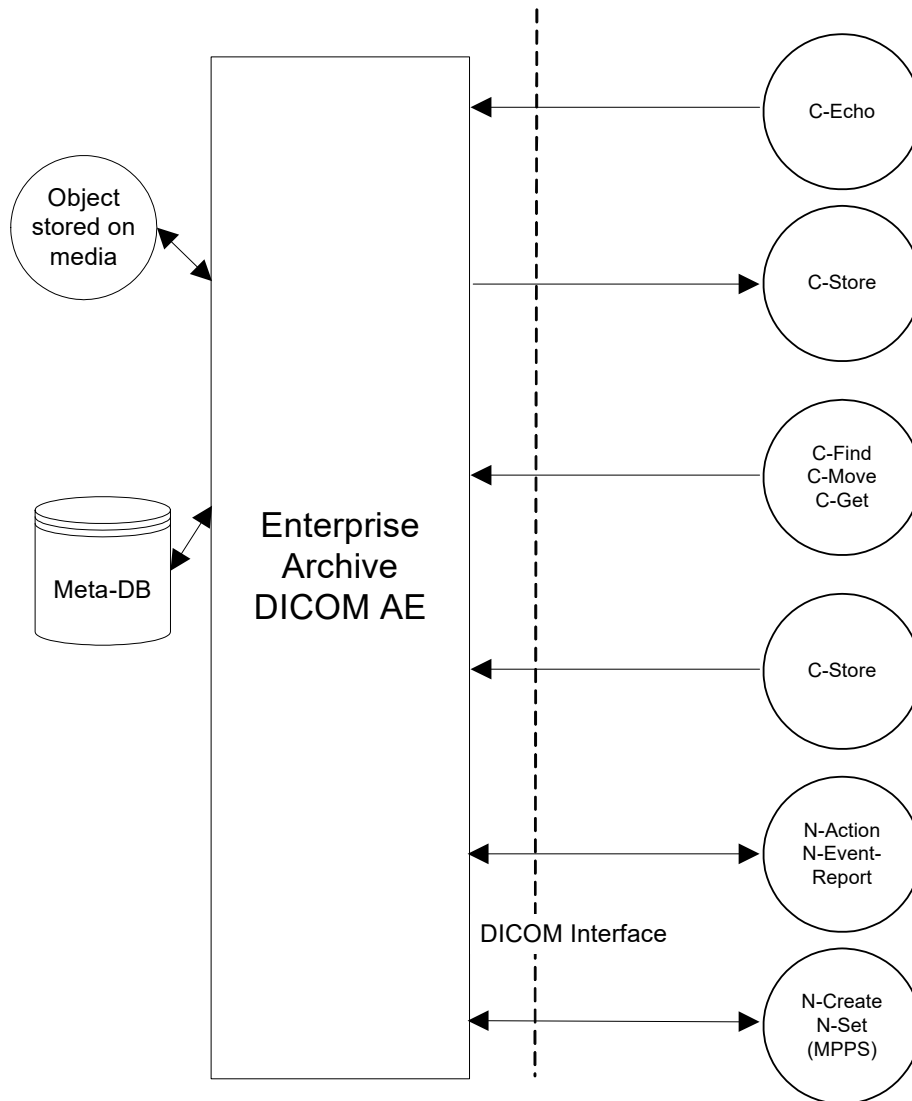 C-Echo
Object
stored on
media
C-Store
C-Find
C-Move
C-Get
Enterprise
Archive
DICOM AE
Meta-DB
C-Store
N-Action
N-Event-
Report
DICOM Interface
N-Create
N-Set
(MPPS)